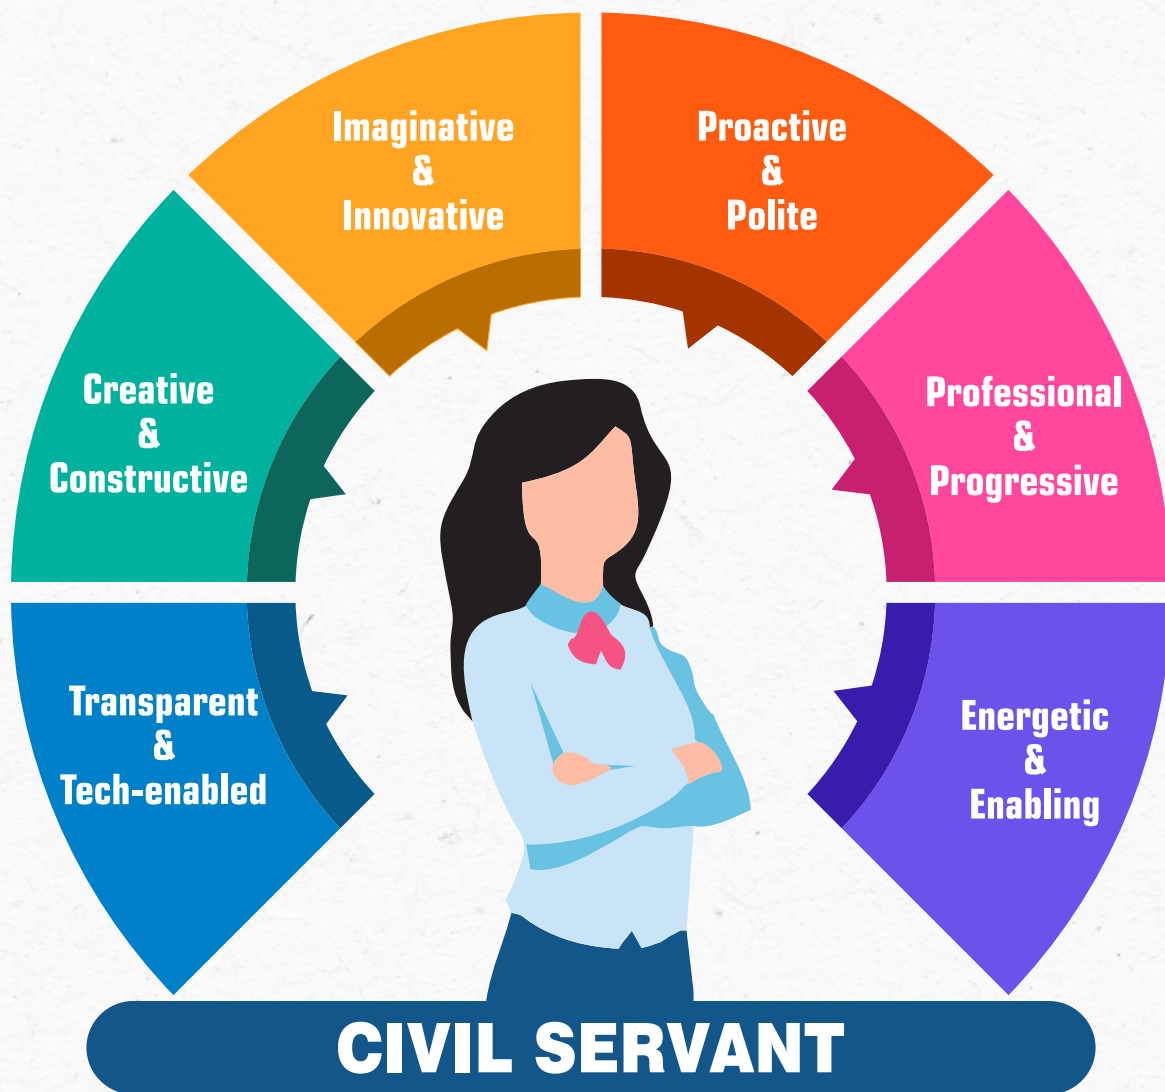 Imaginative
&
Innovative
Proactive
&
Polite
Creative
&
Constructive
Professional
&
Progressive
Transparent
&
Tech-enabled
Energetic
&
Enabling
CIVIL SERVANT